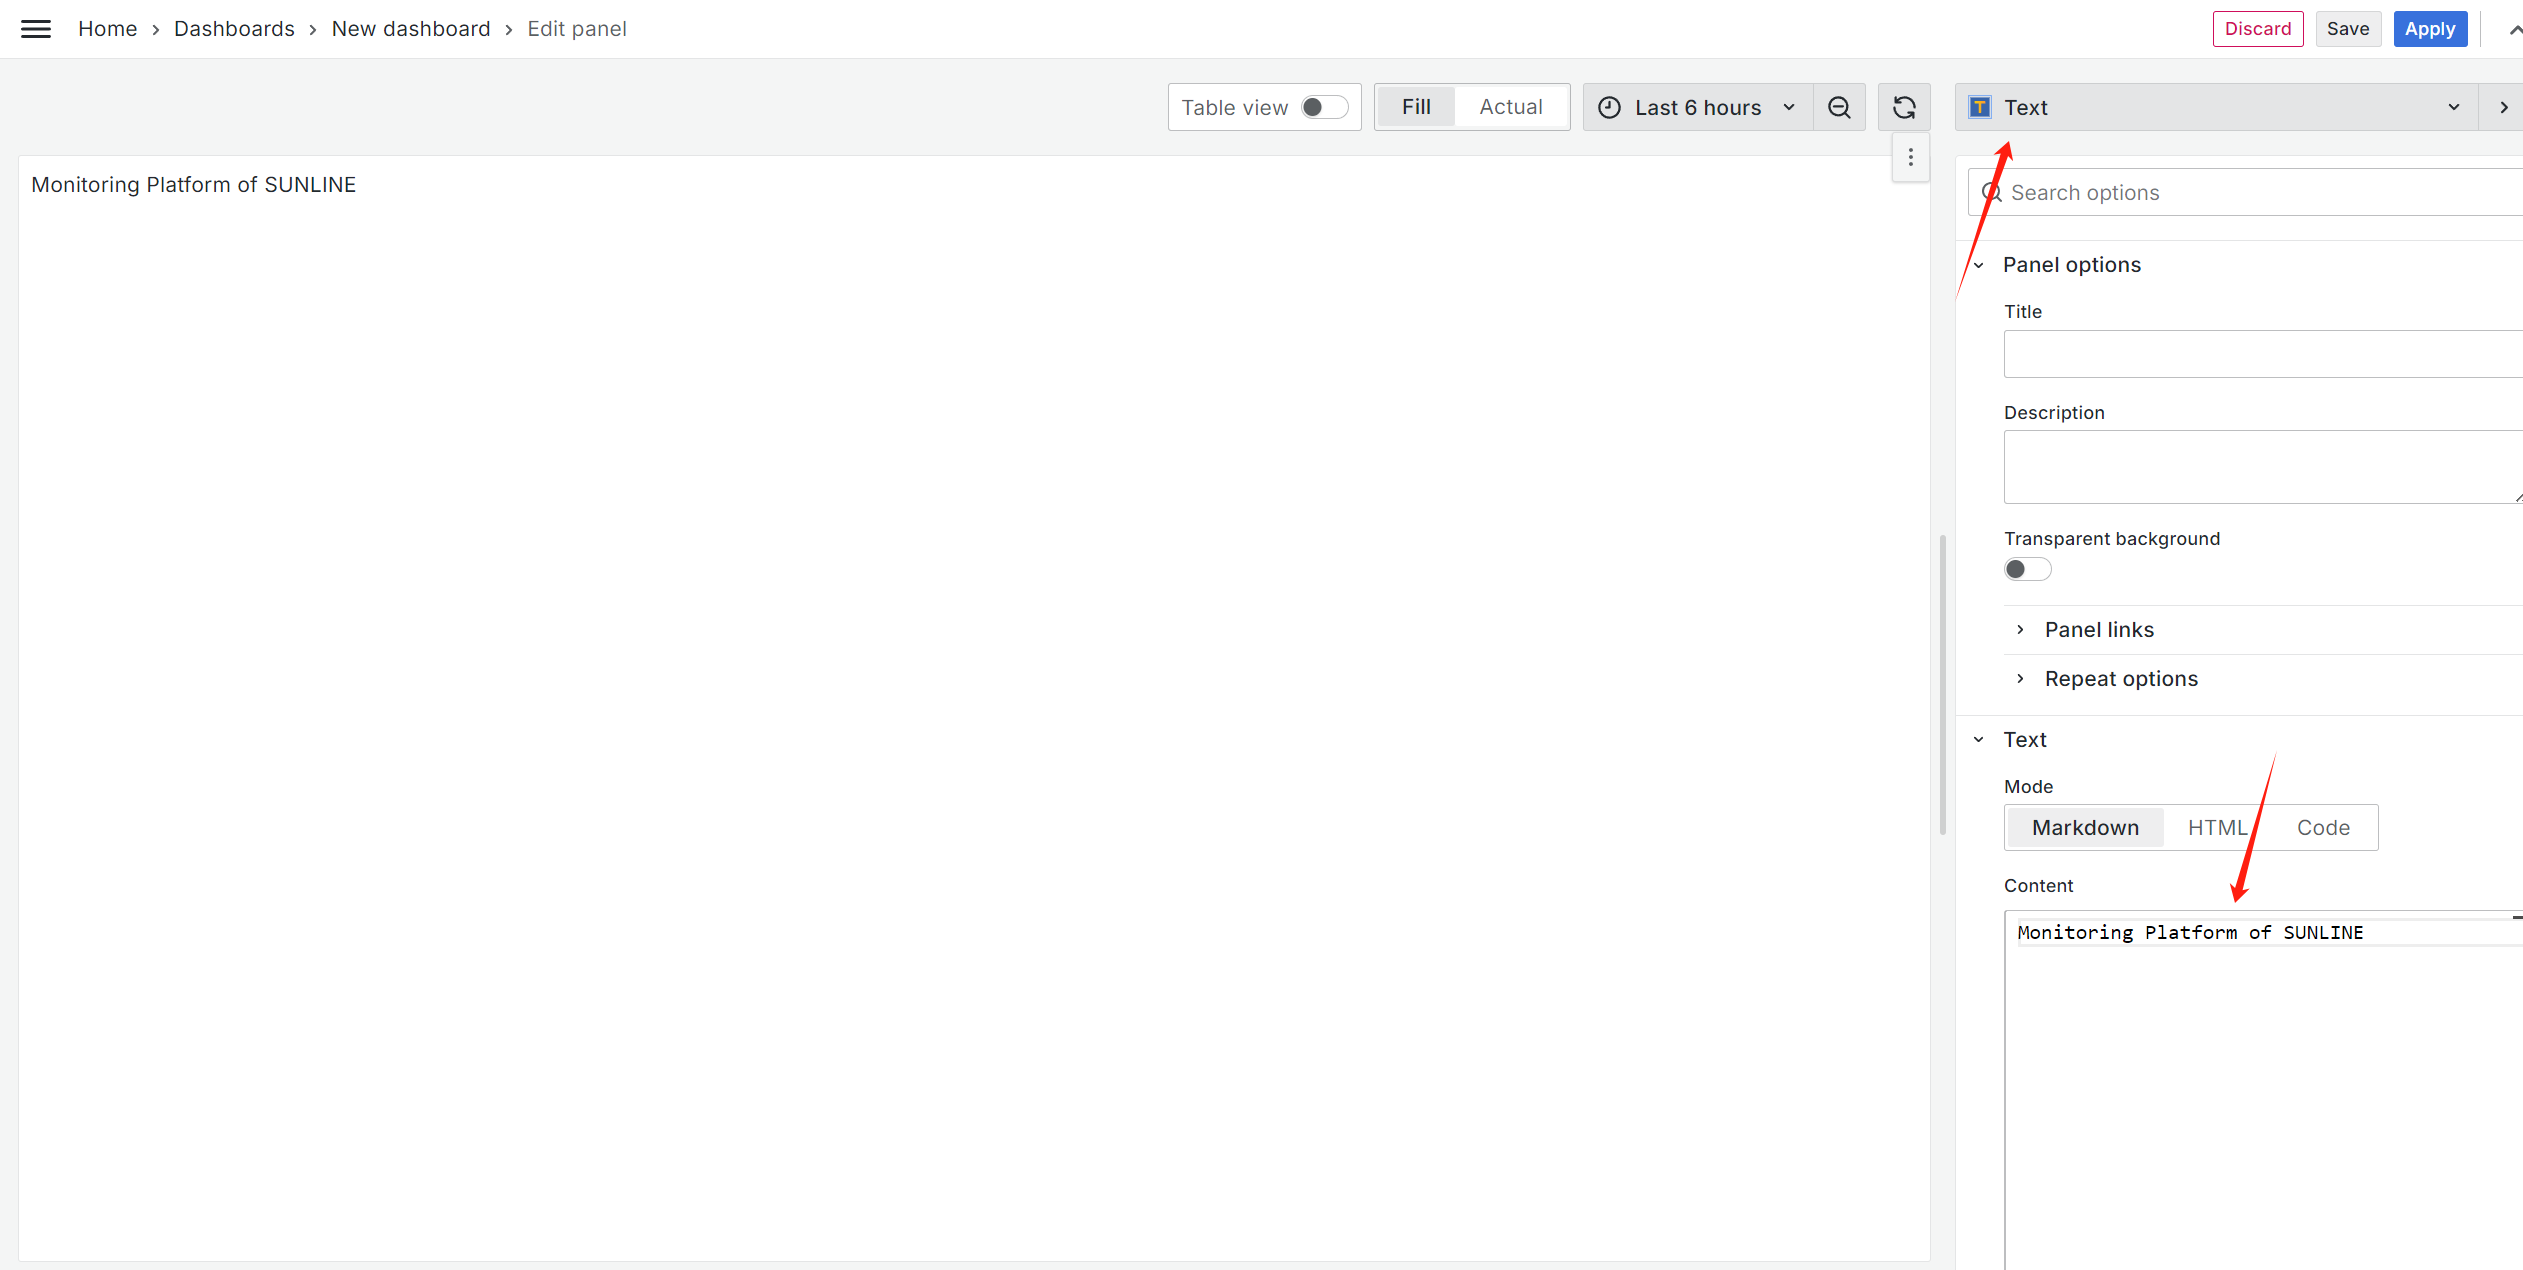 Home › Dashboards › New dashboard › Edit panel
Discard Save Apply
Table view Fill Actual Last 6 hours
T Text
Monitoring Platform of SUNLINE
Search options
Panel options
Title
Description
Transparent background
Panel links
Repeat options
Text
Mode
Markdown HTML Code
Content
Monitoring Platform of SUNLINE